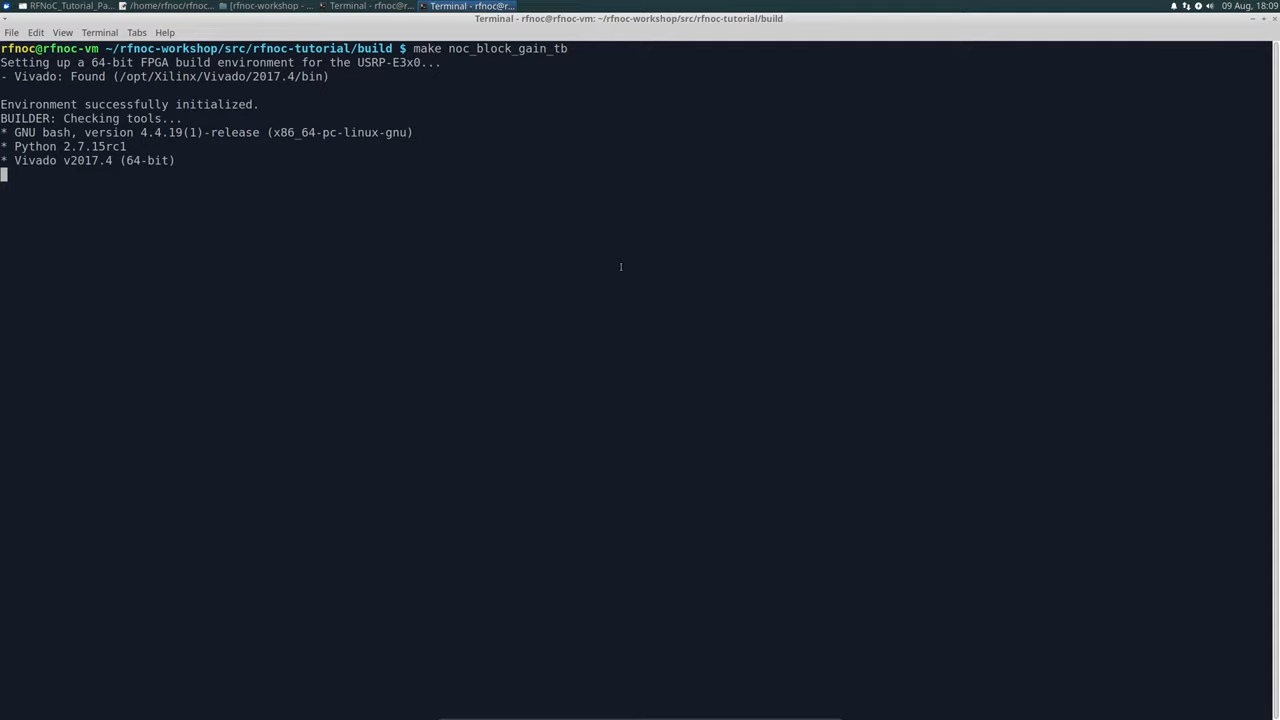 RFNoC_Tutorial_Pa... /home/rfnoc/rfnoc... [rfnoc-workshop - ... Terminal - rfnoc@r... Terminal - rfnoc@r... 09 Aug, 18:09
Terminal - rfnoc@rfnoc-vm: ~/rfnoc-workshop/src/rfnoc-tutorial/build
File Edit View Terminal Tabs Help
rfnoc@rfnoc-vm ~/rfnoc-workshop/src/rfnoc-tutorial/build $ make noc_block_gain_tb
Setting up a 64-bit FPGA build environment for the USRP-E3x0...
- Vivado: Found (/opt/Xilinx/Vivado/2017.4/bin)
Environment successfully initialized.
BUILDER: Checking tools...
* GNU bash, version 4.4.19(1)-release (x86_64-pc-linux-gnu)
* Python 2.7.15rc1
* Vivado v2017.4 (64-bit)